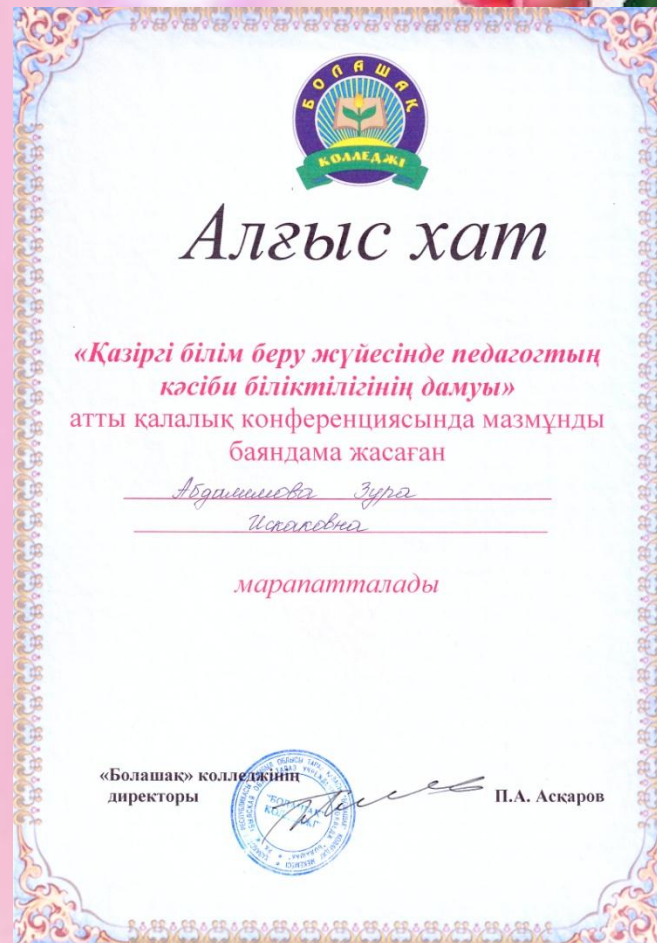 БОЛАШАҚ
КОЛЛЕДЖІ
Алғыс хат
«Қазіргі білім беру жүйесінде педагогтың
кәсіби біліктілігінің дамуы»
атты қалалық конференциясында мазмұнды
баяндама жасаған
Абдалимова Зура
Искаковна
марапатталады
«Болашақ» колледжінің
директоры
П.А. Асқаров